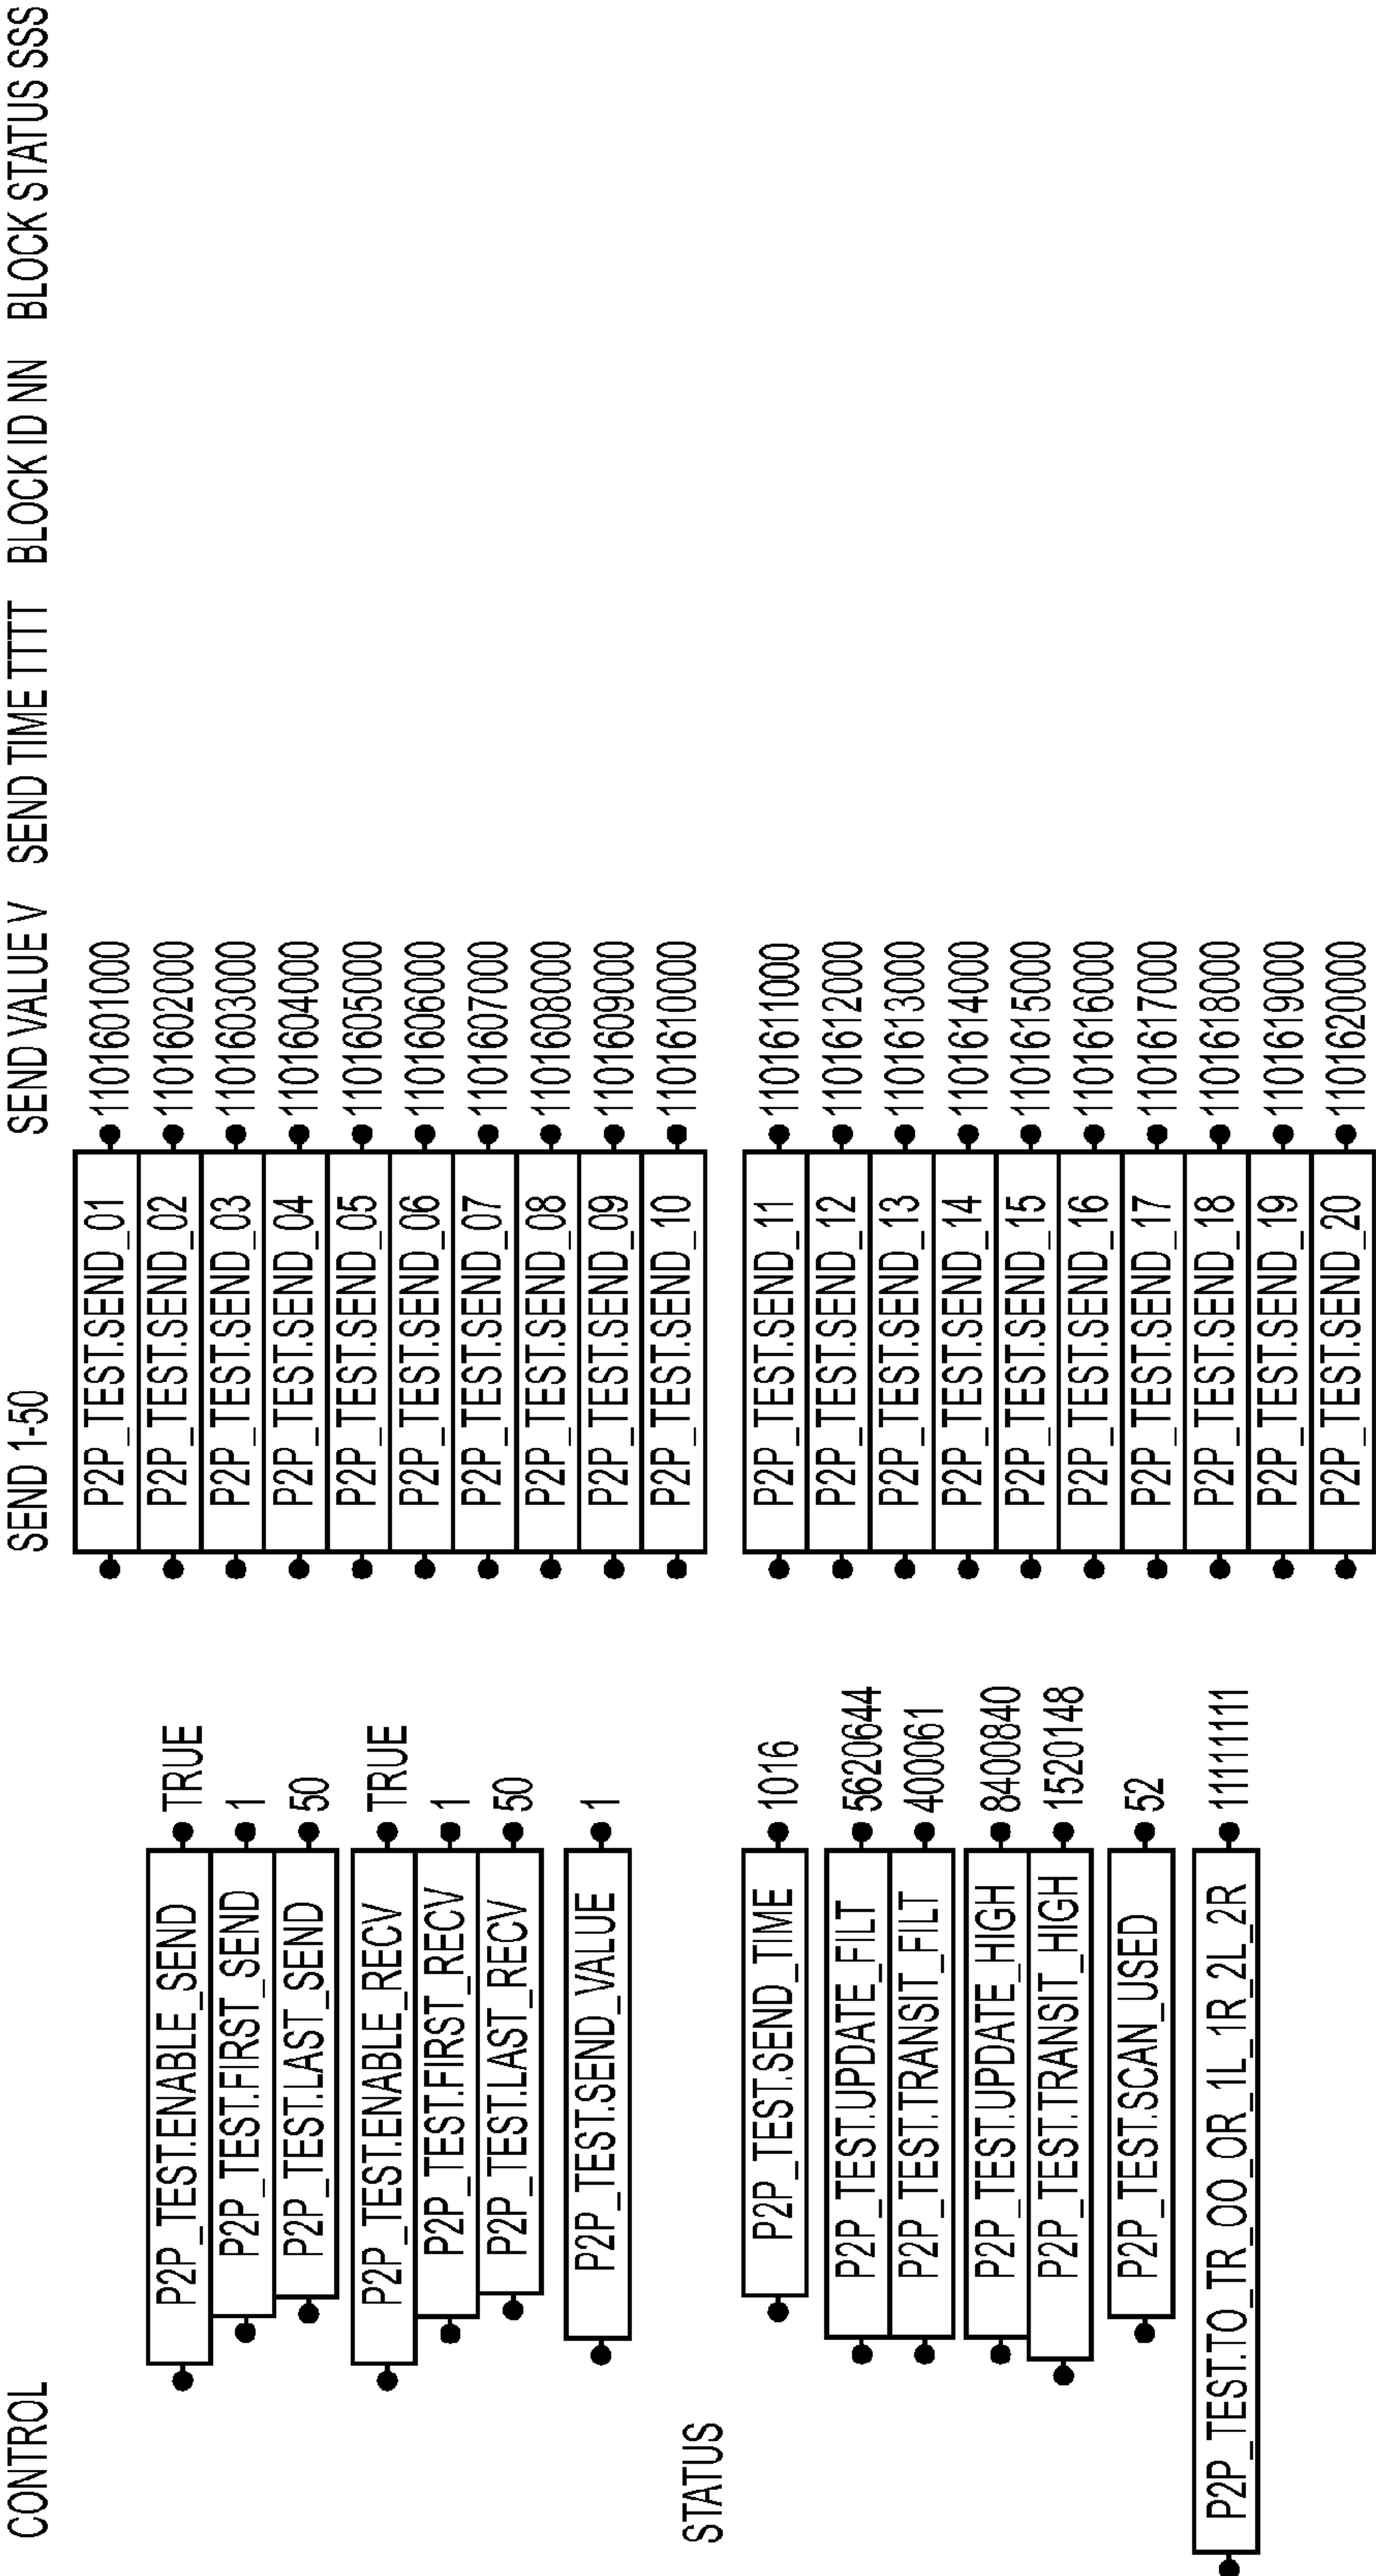 CONTROL
P2P_TEST.ENABLE_SEND TRUE
P2P_TEST.FIRST_SEND 1
P2P_TEST.LAST_SEND 50
P2P_TEST.ENABLE_RECV TRUE
P2P_TEST.FIRST_RECV 1
P2P_TEST.LAST_RECV 50
P2P_TEST.SEND_VALUE 1
STATUS
P2P_TEST.SEND_TIME 1016
P2P_TEST.UPDATE_FILT 5620644
P2P_TEST.TRANSIT_FILT 400061
P2P_TEST.UPDATE_HIGH 8400840
P2P_TEST.TRANSIT_HIGH 1520148
P2P_TEST.SCAN_USED 52
P2P_TEST.TO_TR_OO_OR_1L_1R_2L_2R 11111111
SEND 1-50 SEND VALUE V SEND TIME TTTT BLOCK ID NN BLOCK STATUS SSS
P2P_TEST.SEND_01 1101601000
P2P_TEST.SEND_02 1101602000
P2P_TEST.SEND_03 1101603000
P2P_TEST.SEND_04 1101604000
P2P_TEST.SEND_05 1101605000
P2P_TEST.SEND_06 1101606000
P2P_TEST.SEND_07 1101607000
P2P_TEST.SEND_08 1101608000
P2P_TEST.SEND_09 1101609000
P2P_TEST.SEND_10 1101610000
P2P_TEST.SEND_11 1101611000
P2P_TEST.SEND_12 1101612000
P2P_TEST.SEND_13 1101613000
P2P_TEST.SEND_14 1101614000
P2P_TEST.SEND_15 1101615000
P2P_TEST.SEND_16 1101616000
P2P_TEST.SEND_17 1101617000
P2P_TEST.SEND_18 1101618000
P2P_TEST.SEND_19 1101619000
P2P_TEST.SEND_20 1101620000